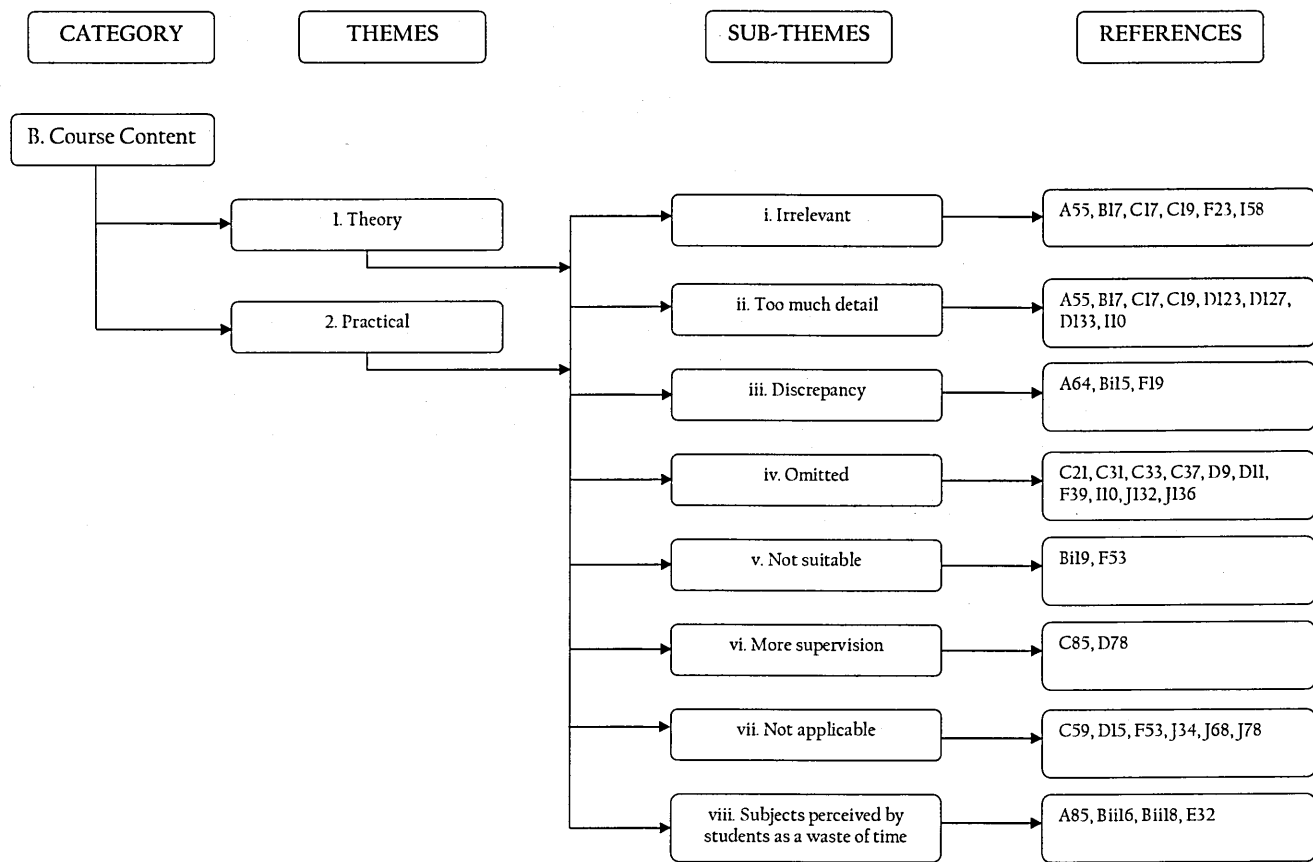 CATEGORY
THEMES
SUB-THEMES
REFERENCES
B. Course Content
1. Theory
2. Practical
i. Irrelevant
A55, B17, C17, C19, F23, I58
ii. Too much detail
A55, B17, C17, C19, D123, D127,
D133, I10
iii. Discrepancy
A64, Bi15, F19
iv. Omitted
C21, C31, C33, C37, D9, D11,
F39, I10, J132, J136
v. Not suitable
Bi19, F53
vi. More supervision
C85, D78
vii. Not applicable
C59, D15, F53, J34, J68, J78
viii. Subjects perceived by
students as a waste of time
A85, Bii16, Bii18, E32